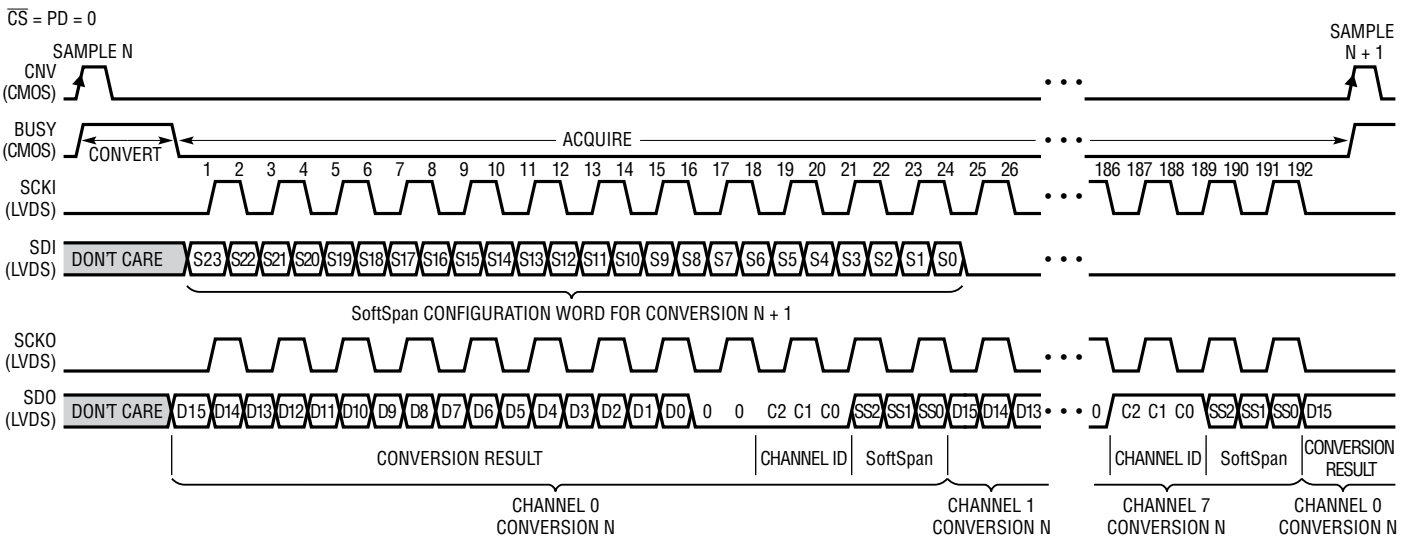 CS = PD = 0
SAMPLE N
SAMPLE
N + 1
CNV
(CMOS)
• • •
BUSY
(CMOS)
CONVERT
ACQUIRE
• • •
1 2 3 4 5 6 7 8 9 10 11 12 13 14 15 16 17 18 19 20 21 22 23 24 25 26 186 187 188 189 190 191 192
SCKI
(LVDS)
• • •
SDI
(LVDS)
DON'T CARE S23 S22 S21 S20 S19 S18 S17 S16 S15 S14 S13 S12 S11 S10 S9 S8 S7 S6 S5 S4 S3 S2 S1 S0 • • •
SoftSpan CONFIGURATION WORD FOR CONVERSION N + 1
SCKO
(LVDS)
• • •
SDO
(LVDS)
DON'T CARE D15 D14 D13 D12 D11 D10 D9 D8 D7 D6 D5 D4 D3 D2 D1 D0 0 0 C2 C1 C0 SS2 SS1 SS0 D15 D14 D13 • • • 0 C2 C1 C0 SS2 SS1 SS0 D15
CONVERSION RESULT
CHANNEL ID
SoftSpan
CHANNEL ID
SoftSpan
CONVERSION
RESULT
CHANNEL 0
CONVERSION N
CHANNEL 1
CONVERSION N
CHANNEL 7
CONVERSION N
CHANNEL 0
CONVERSION N